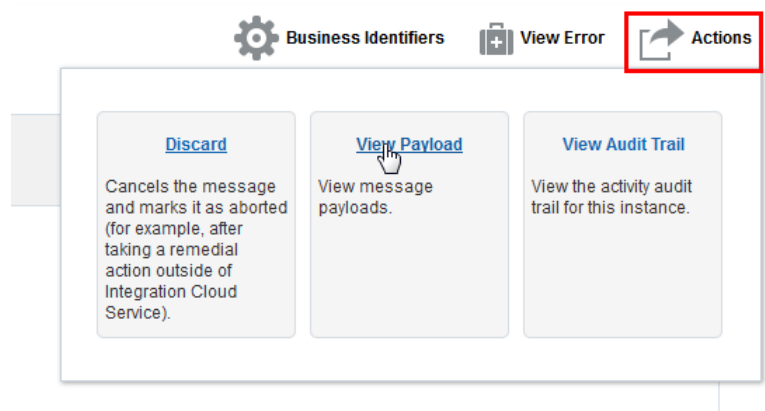 Business Identifiers View Error Actions
Discard
Cancels the message
and marks it as aborted
(for example, after
taking a remedial
action outside of
Integration Cloud
Service).
View Payload
View message
payloads.
View Audit Trail
View the activity audit
trail for this instance.